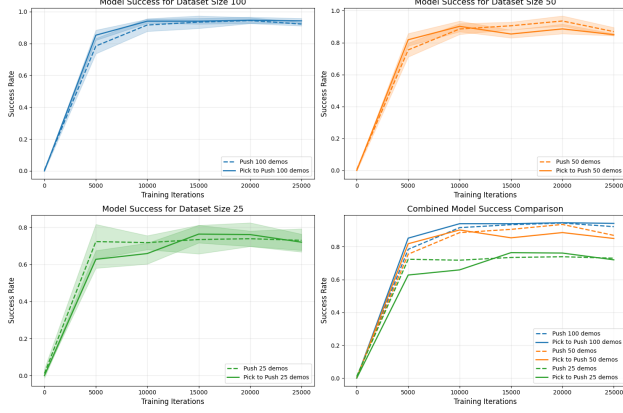 Model Success for Dataset Size 100
Success Rate
1.0
0.8
0.6
0.4
0.2
0.0
Push 100 demos
Pick to Push 100 demos
0
5000
10000
15000
20000
25000
Training Iterations
Model Success for Dataset Size 50
Success Rate
1.0
0.8
0.6
0.4
0.2
0.0
Push 50 demos
Pick to Push 50 demos
0
5000
10000
15000
20000
25000
Training Iterations
Model Success for Dataset Size 25
Success Rate
0.8
0.6
0.4
0.2
0.0
Push 25 demos
Pick to Push 25 demos
0
5000
10000
15000
20000
25000
Training Iterations
Combined Model Success Comparison
Success Rate
0.8
0.6
0.4
0.2
0.0
Push 100 demos
Pick to Push 100 demos
Push 50 demos
Pick to Push 50 demos
Push 25 demos
Pick to Push 25 demos
0
5000
10000
15000
20000
25000
Training Iterations